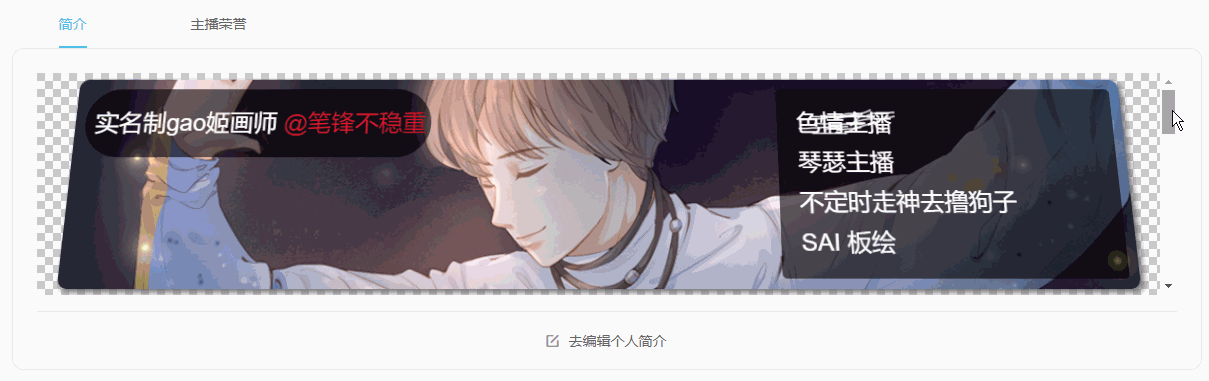 简介
主播荣誉
实名制gao姬画师 @笔锋不稳重
色情主播
琴瑟主播
不定时走神去撸狗子
SAI 板绘
去编辑个人简介